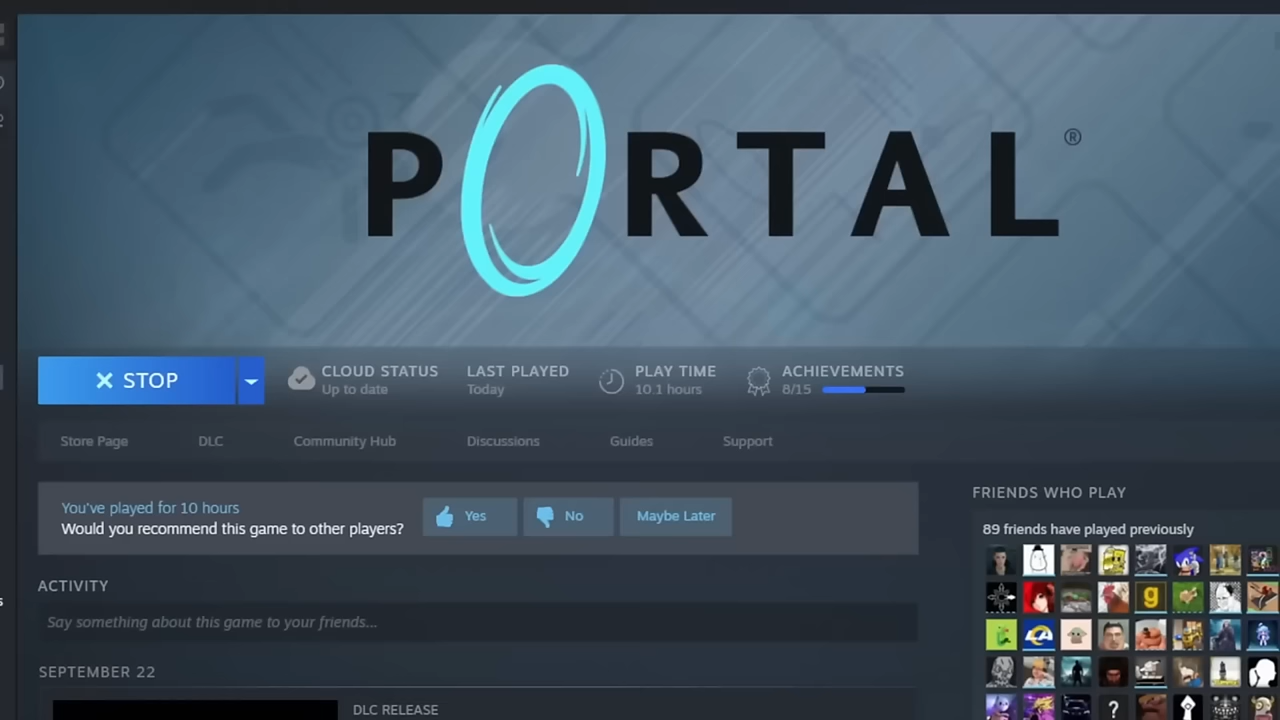 PORTAL®
STOP
CLOUD STATUS
Up to date
LAST PLAYED
Today
PLAY TIME
10.1 hours
ACHIEVEMENTS
8/15
Store Page
DLC
Community Hub
Discussions
Guides
Support
You've played for 10 hours
Would you recommend this game to other players?
Yes
No
Maybe Later
FRIENDS WHO PLAY
89 friends have played previously
ACTIVITY
Say something about this game to your friends...
SEPTEMBER 22
DLC RELEASE